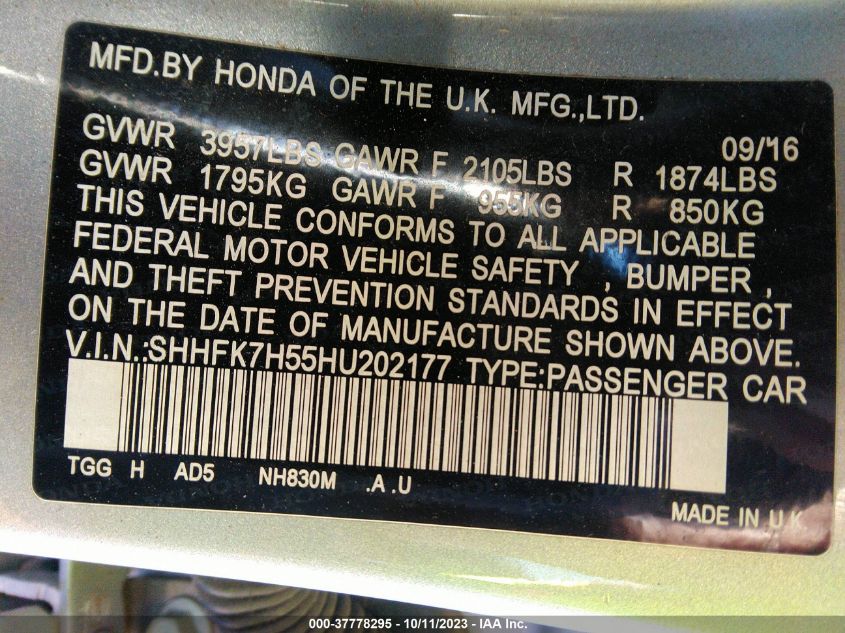 MFD.BY HONDA OF THE U.K. MFG.,LTD.
09/16
GVWR 3957LBS GAWR F 2105LBS R 1874LBS
GVWR 1795KG GAWR F 955KG R 850KG
THIS VEHICLE CONFORMS TO ALL APPLICABLE
FEDERAL MOTOR VEHICLE SAFETY , BUMPER ,
AND THEFT PREVENTION STANDARDS IN EFFECT
ON THE DATE OF MANUFACTURE SHOWN ABOVE.
V.I.N.:SHHFK7H55HU202177 TYPE:PASSENGER CAR
TGG H AD5 NH830M .A .U
MADE IN U.K.
000-37778295 - 10/11/2023 - IAA Inc.